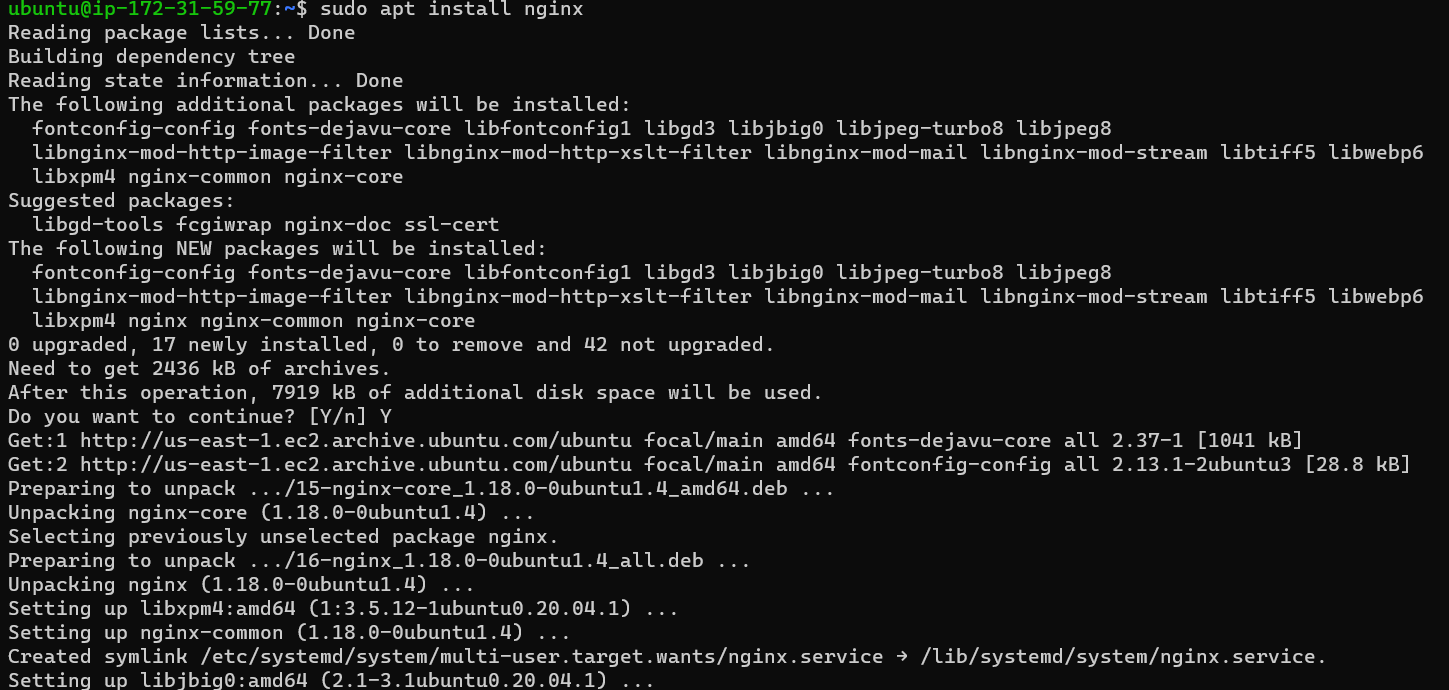 ubuntu@ip-172-31-59-77:~$ sudo apt install nginx
Reading package lists... Done
Building dependency tree
Reading state information... Done
The following additional packages will be installed:
  fontconfig-config fonts-dejavu-core libfontconfig1 libgd3 libjbig0 libjpeg-turbo8 libjpeg8
  libnginx-mod-http-image-filter libnginx-mod-http-xslt-filter libnginx-mod-mail libnginx-mod-stream libtiff5 libwebp6
  libxpm4 nginx-common nginx-core
Suggested packages:
  libgd-tools fcgiwrap nginx-doc ssl-cert
The following NEW packages will be installed:
  fontconfig-config fonts-dejavu-core libfontconfig1 libgd3 libjbig0 libjpeg-turbo8 libjpeg8
  libnginx-mod-http-image-filter libnginx-mod-http-xslt-filter libnginx-mod-mail libnginx-mod-stream libtiff5 libwebp6
  libxpm4 nginx nginx-common nginx-core
0 upgraded, 17 newly installed, 0 to remove and 42 not upgraded.
Need to get 2436 kB of archives.
After this operation, 7919 kB of additional disk space will be used.
Do you want to continue? [Y/n] Y
Get:1 http://us-east-1.ec2.archive.ubuntu.com/ubuntu focal/main amd64 fonts-dejavu-core all 2.37-1 [1041 kB]
Get:2 http://us-east-1.ec2.archive.ubuntu.com/ubuntu focal/main amd64 fontconfig-config all 2.13.1-2ubuntu3 [28.8 kB]
Preparing to unpack .../15-nginx-core_1.18.0-0ubuntu1.4_amd64.deb ...
Unpacking nginx-core (1.18.0-0ubuntu1.4) ...
Selecting previously unselected package nginx.
Preparing to unpack .../16-nginx_1.18.0-0ubuntu1.4_all.deb ...
Unpacking nginx (1.18.0-0ubuntu1.4) ...
Setting up libxpm4:amd64 (1:3.5.12-1ubuntu0.20.04.1) ...
Setting up nginx-common (1.18.0-0ubuntu1.4) ...
Created symlink /etc/systemd/system/multi-user.target.wants/nginx.service → /lib/systemd/system/nginx.service.
Setting up libjbig0:amd64 (2.1-3.1ubuntu0.20.04.1) ...